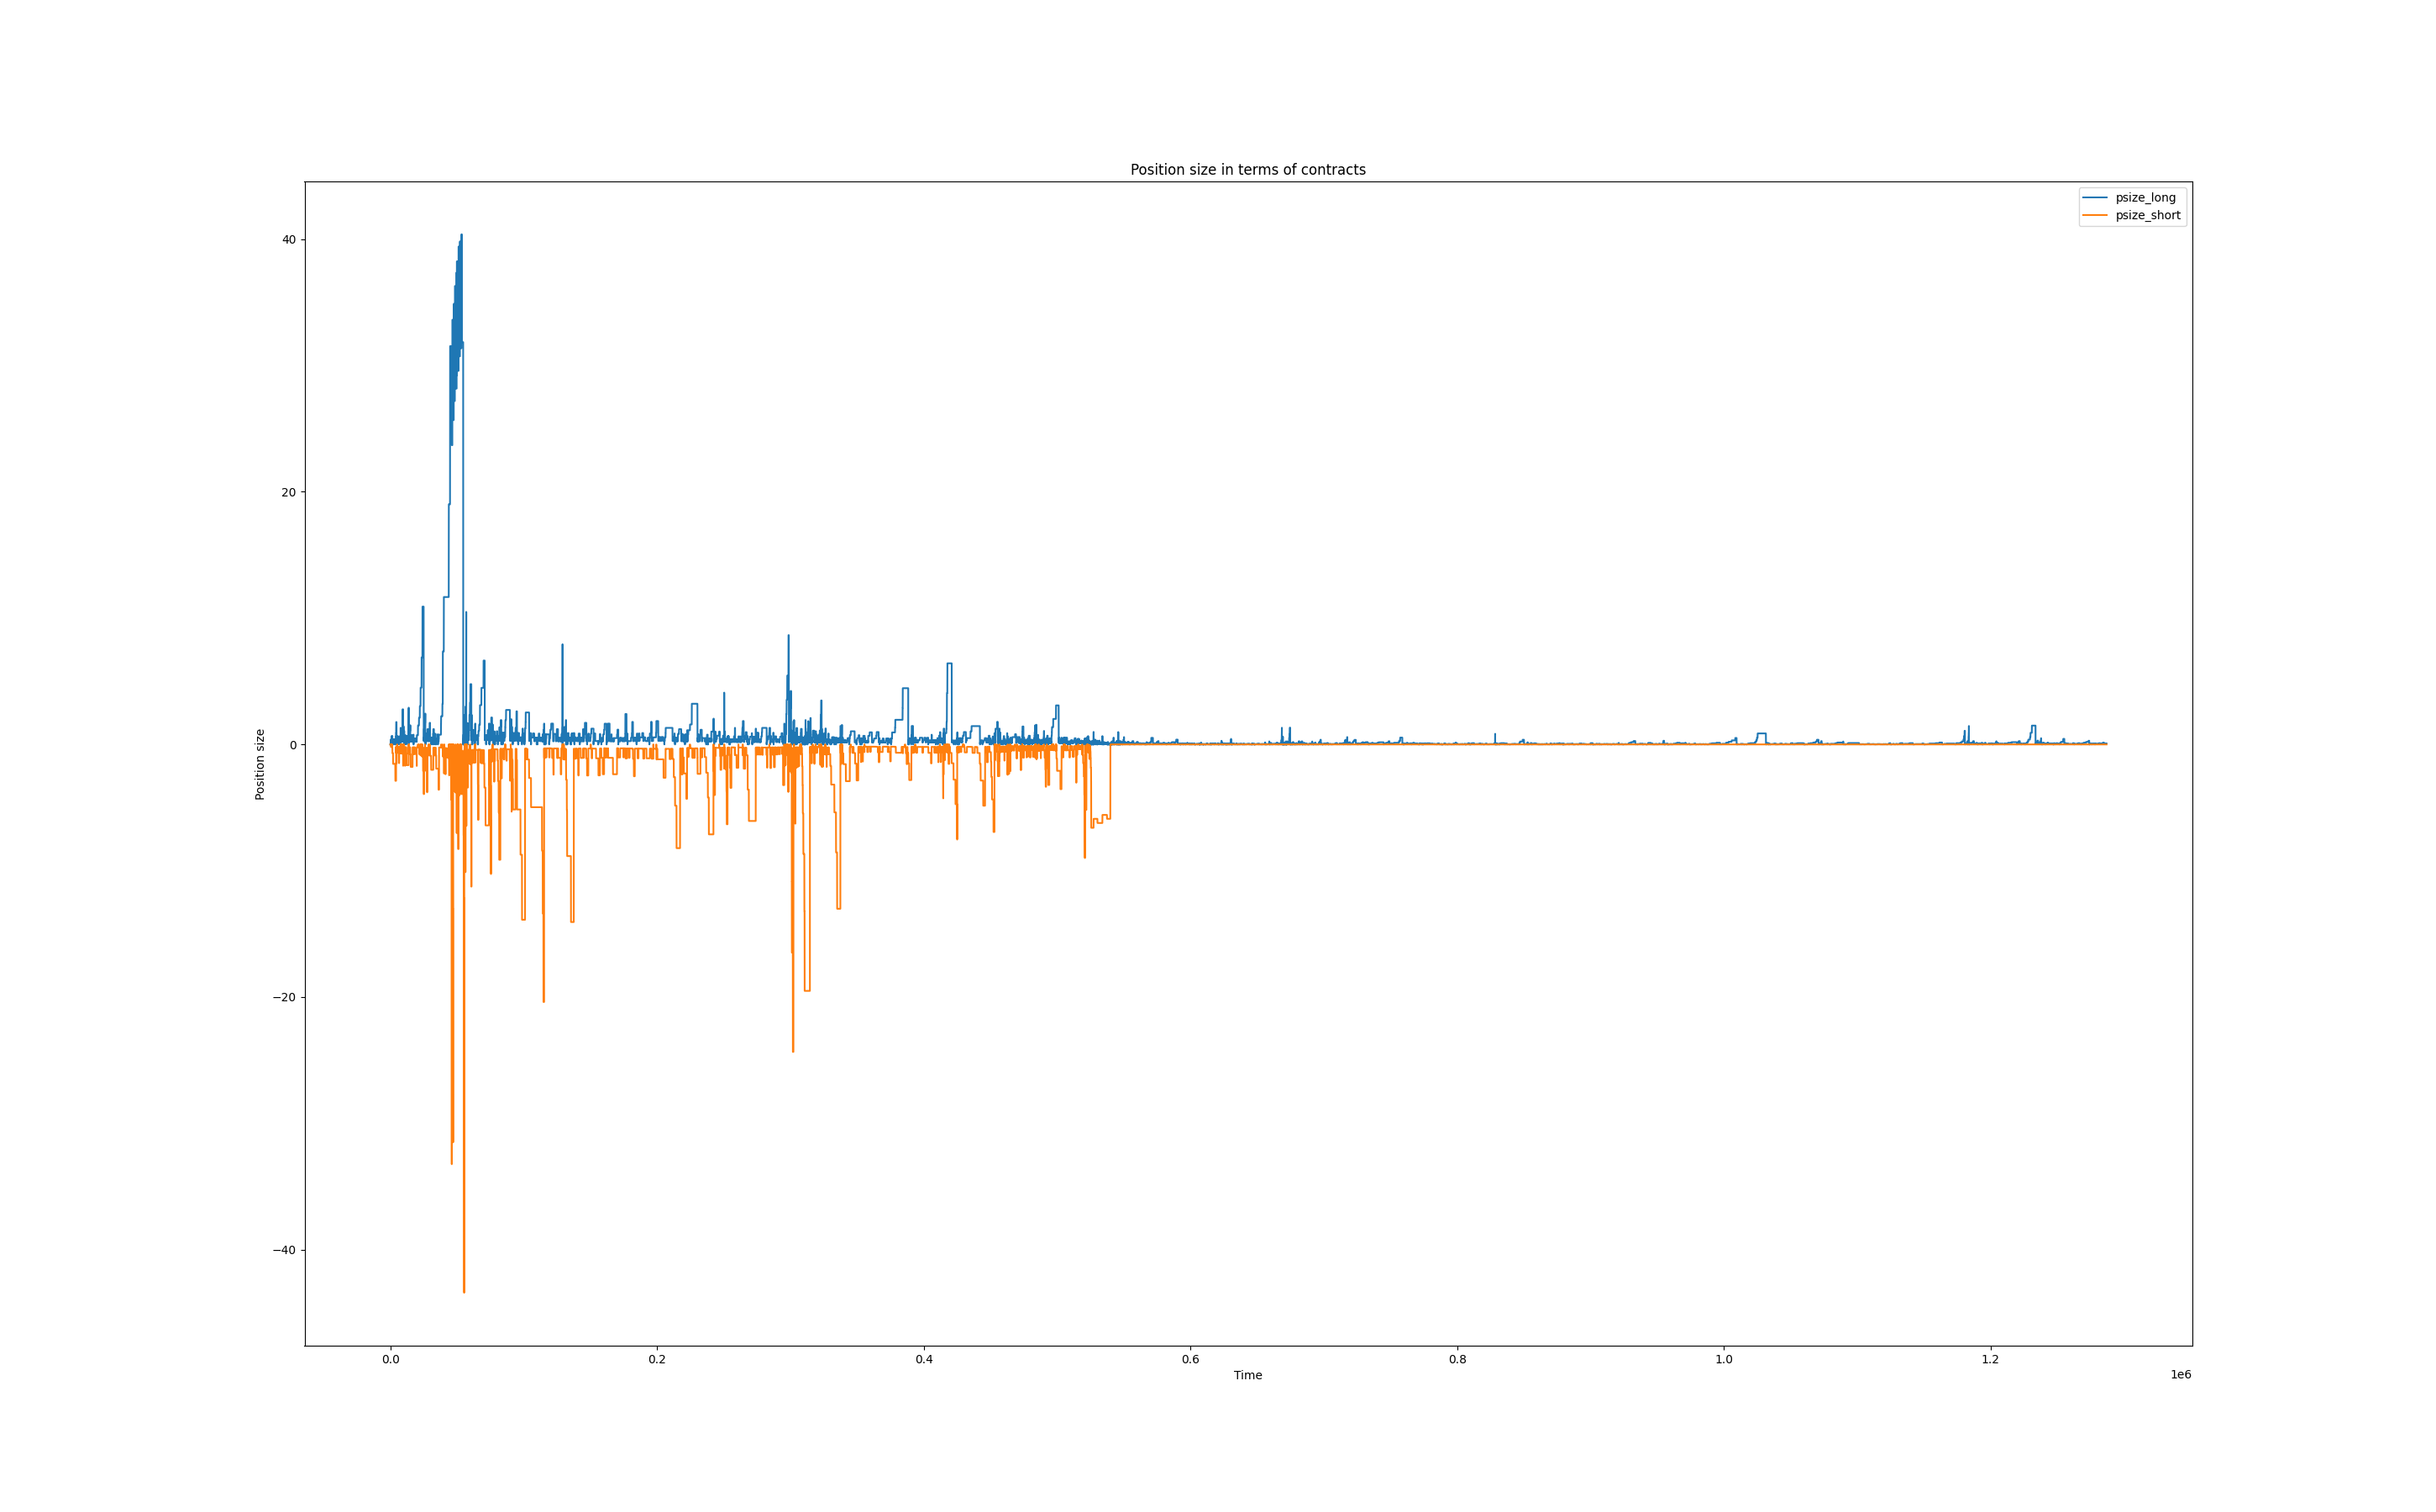 Position size in terms of contracts
psize_long
psize_short
40
20
0
−20
−40
Position size
0.0
0.2
0.4
0.6
0.8
1.0
1.2
1e6
Time